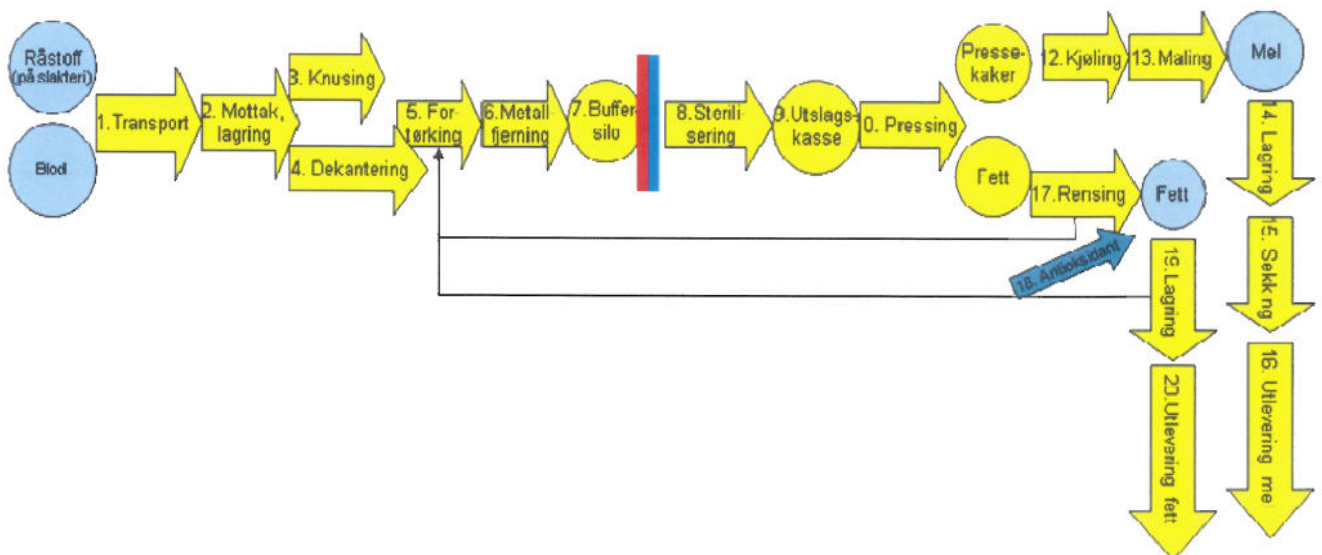 Råstoff
(på slakteri)
Blod
1.Transport
2. Mottak,
lagring
3. Knusing
4. Dekantering
5. For-
tørking
6.Metall-
fjerning
7.Buffer-
silo
8.Sterili-
sering
9.Utslags-
kasse
0. Pressing
Presse-
kaker
12. Kjøling
13. Maling
Mel
14. Lagring
15. Sekk ng
16. Utlevering me
Fett
17.Rensing
Fett
18. Antioksidant
19.Lagring
20.Utlevering fett